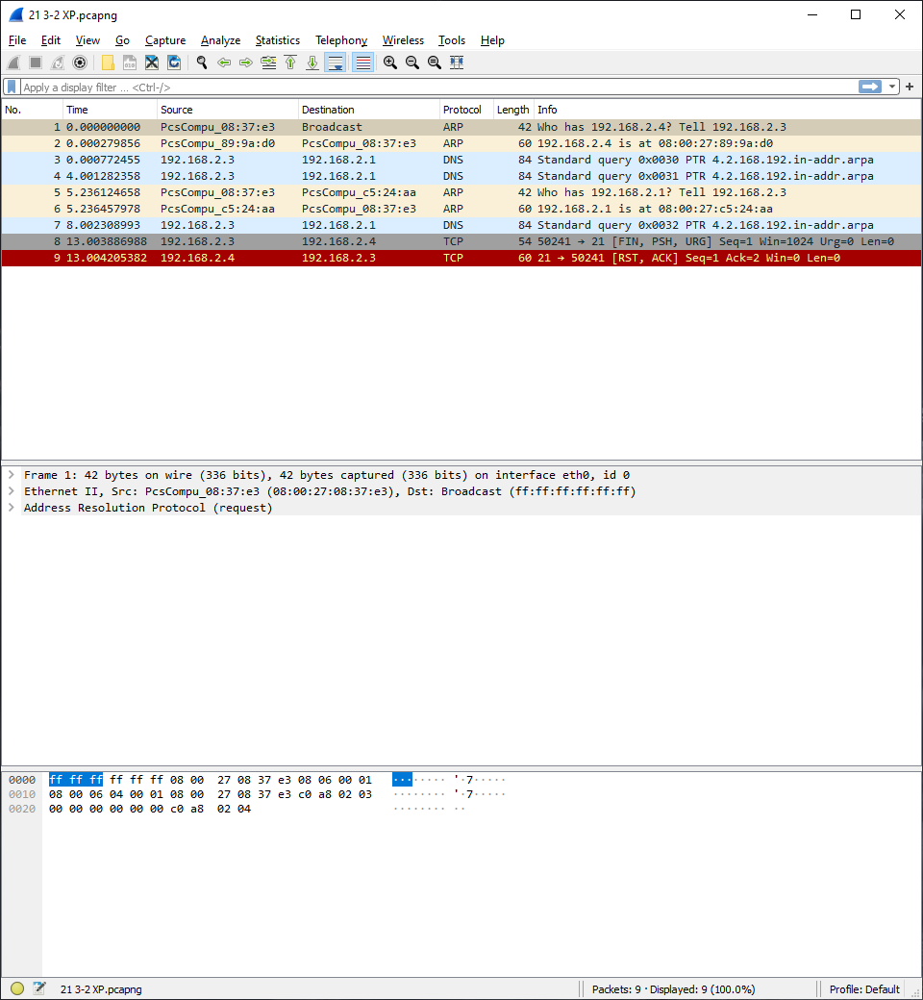 21 3-2 XP.pcapng
File Edit View Go Capture Analyze Statistics Telephony Wireless Tools Help
Apply a display filter ... <Ctrl-/>
No. Time Source Destination Protocol Length Info
1 0.000000000 PcsCompu_08:37:e3 Broadcast ARP 42 Who has 192.168.2.4? Tell 192.168.2.3
2 0.000279856 PcsCompu_89:9a:d0 PcsCompu_08:37:e3 ARP 60 192.168.2.4 is at 08:00:27:89:9a:d0
3 0.000772455 192.168.2.3 192.168.2.1 DNS 84 Standard query 0x0030 PTR 4.2.168.192.in-addr.arpa
4 4.001282358 192.168.2.3 192.168.2.1 DNS 84 Standard query 0x0031 PTR 4.2.168.192.in-addr.arpa
5 5.236124658 PcsCompu_08:37:e3 PcsCompu_c5:24:aa ARP 42 Who has 192.168.2.1? Tell 192.168.2.3
6 5.236457978 PcsCompu_c5:24:aa PcsCompu_08:37:e3 ARP 60 192.168.2.1 is at 08:00:27:c5:24:aa
7 8.002308993 192.168.2.3 192.168.2.1 DNS 84 Standard query 0x0032 PTR 4.2.168.192.in-addr.arpa
8 13.003886988 192.168.2.3 192.168.2.4 TCP 54 50241 → 21 [FIN, PSH, URG] Seq=1 Win=1024 Urg=0 Len=0
9 13.004205382 192.168.2.4 192.168.2.3 TCP 60 21 → 50241 [RST, ACK] Seq=1 Ack=2 Win=0 Len=0
Frame 1: 42 bytes on wire (336 bits), 42 bytes captured (336 bits) on interface eth0, id 0
Ethernet II, Src: PcsCompu_08:37:e3 (08:00:27:08:37:e3), Dst: Broadcast (ff:ff:ff:ff:ff:ff)
Address Resolution Protocol (request)
0000 ff ff ff ff ff ff 08 00 27 08 37 e3 08 06 00 01 ········ '·7·····
0010 08 00 06 04 00 01 08 00 27 08 37 e3 c0 a8 02 03 ········ '·7·····
0020 00 00 00 00 00 00 c0 a8 02 04 ········ ··
21 3-2 XP.pcapng Packets: 9 · Displayed: 9 (100.0%) Profile: Default